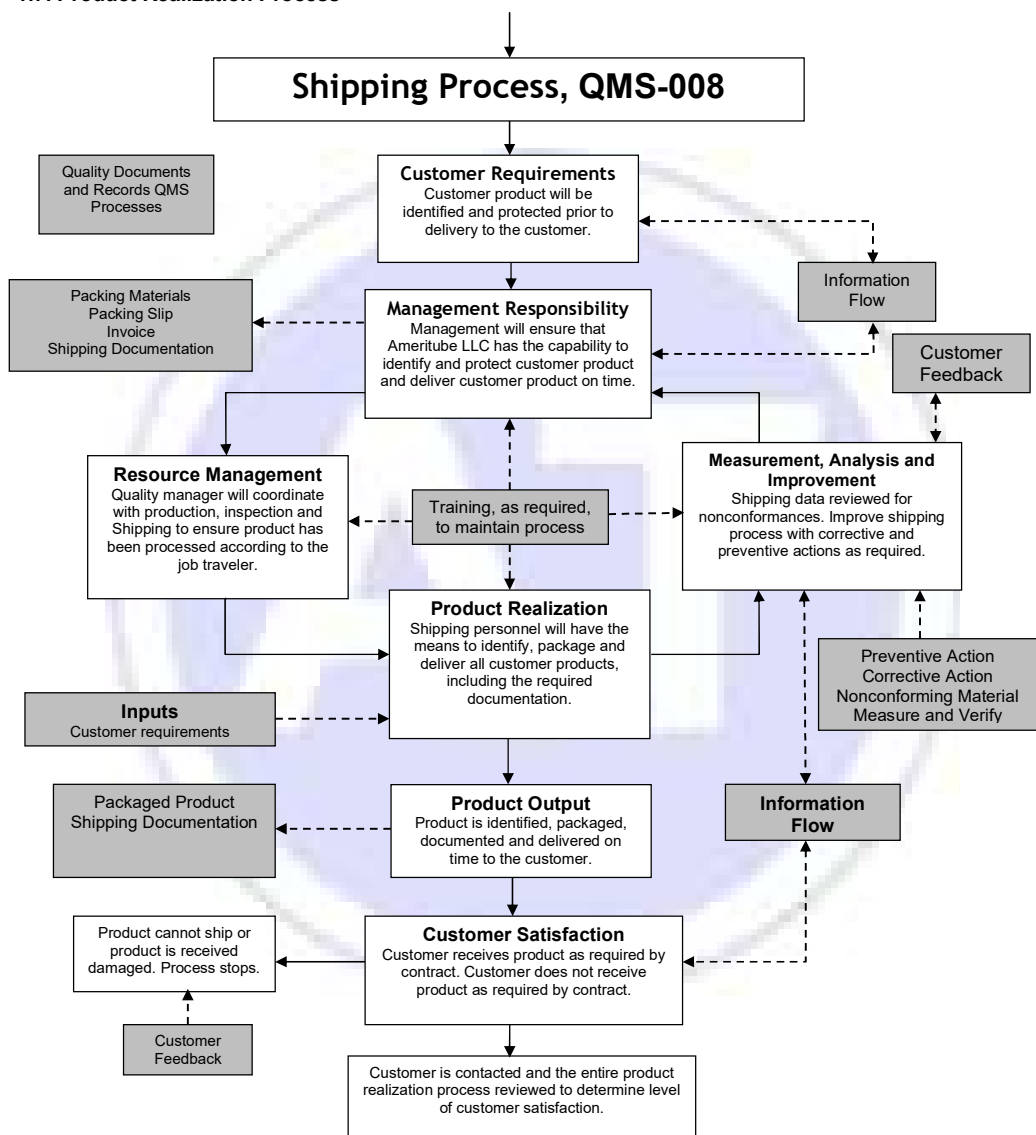 Shipping Process, QMS-008
Quality Documents
and Records QMS
Processes
Customer Requirements
Customer product will be
identified and protected prior to
delivery to the customer.
Information
Flow
Packing Materials
Packing Slip
Invoice
Shipping Documentation
Management Responsibility
Management will ensure that
Ameritube LLC has the capability to
identify and protect customer product
and deliver customer product on time.
Customer
Feedback
Resource Management
Quality manager will coordinate
with production, inspection and
Shipping to ensure product has
been processed according to the
job traveler.
Training, as required,
to maintain process
Measurement, Analysis and
Improvement
Shipping data reviewed for
nonconformances. Improve shipping
process with corrective and
preventive actions as required.
Product Realization
Shipping personnel will have the
means to identify, package and
deliver all customer products,
including the required
documentation.
Preventive Action
Corrective Action
Nonconforming Material
Measure and Verify
Inputs
Customer requirements
Packaged Product
Shipping Documentation
Product Output
Product is identified, packaged,
documented and delivered on
time to the customer.
Information
Flow
Product cannot ship or
product is received
damaged. Process stops.
Customer Satisfaction
Customer receives product as required by
contract. Customer does not receive
product as required by contract.
Customer
Feedback
Customer is contacted and the entire product
realization process reviewed to determine level
of customer satisfaction.